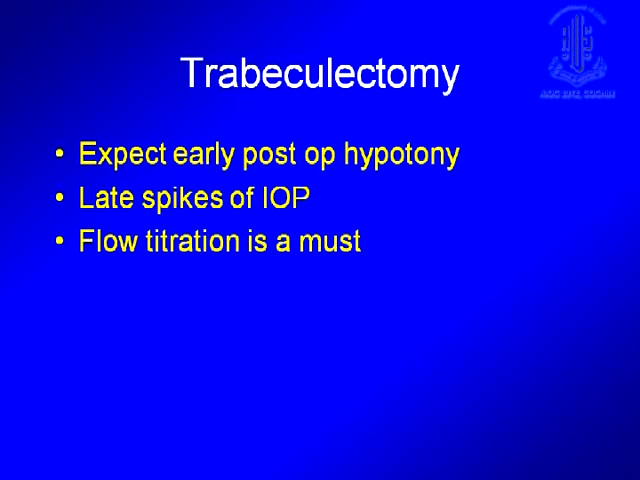 Trabeculectomy
• Expect early post op hypotony
• Late spikes of IOP
• Flow titration is a must